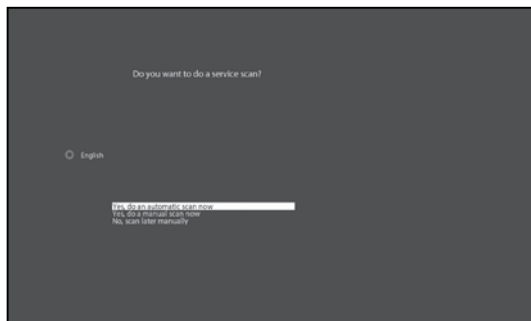 Do you want to do a service scan?
English
Yes, do an automatic scan now
Yes, do a manual scan now
No, scan later manually